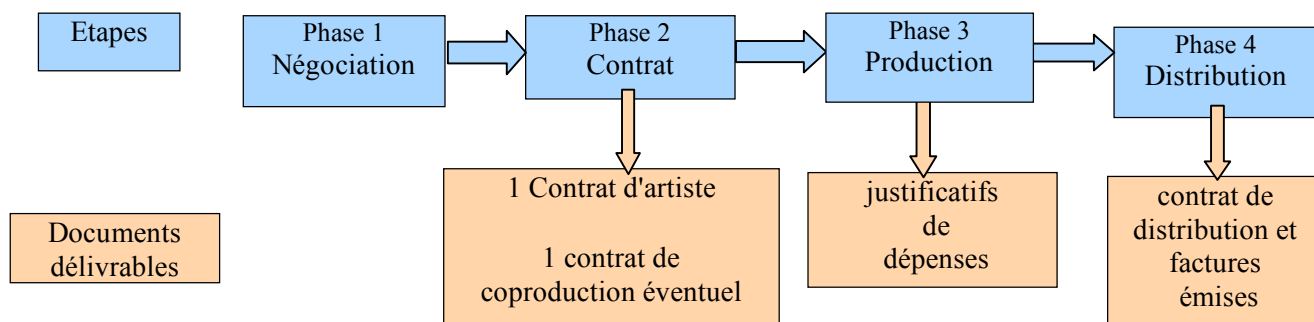 Etapes
Phase 1
Négociation
Phase 2
Contrat
Phase 3
Production
Phase 4
Distribution
Documents
délivrables
1 Contrat d'artiste
1 contrat de
coproduction éventuel
justificatifs
de
dépenses
contrat de
distribution et
factures
émises